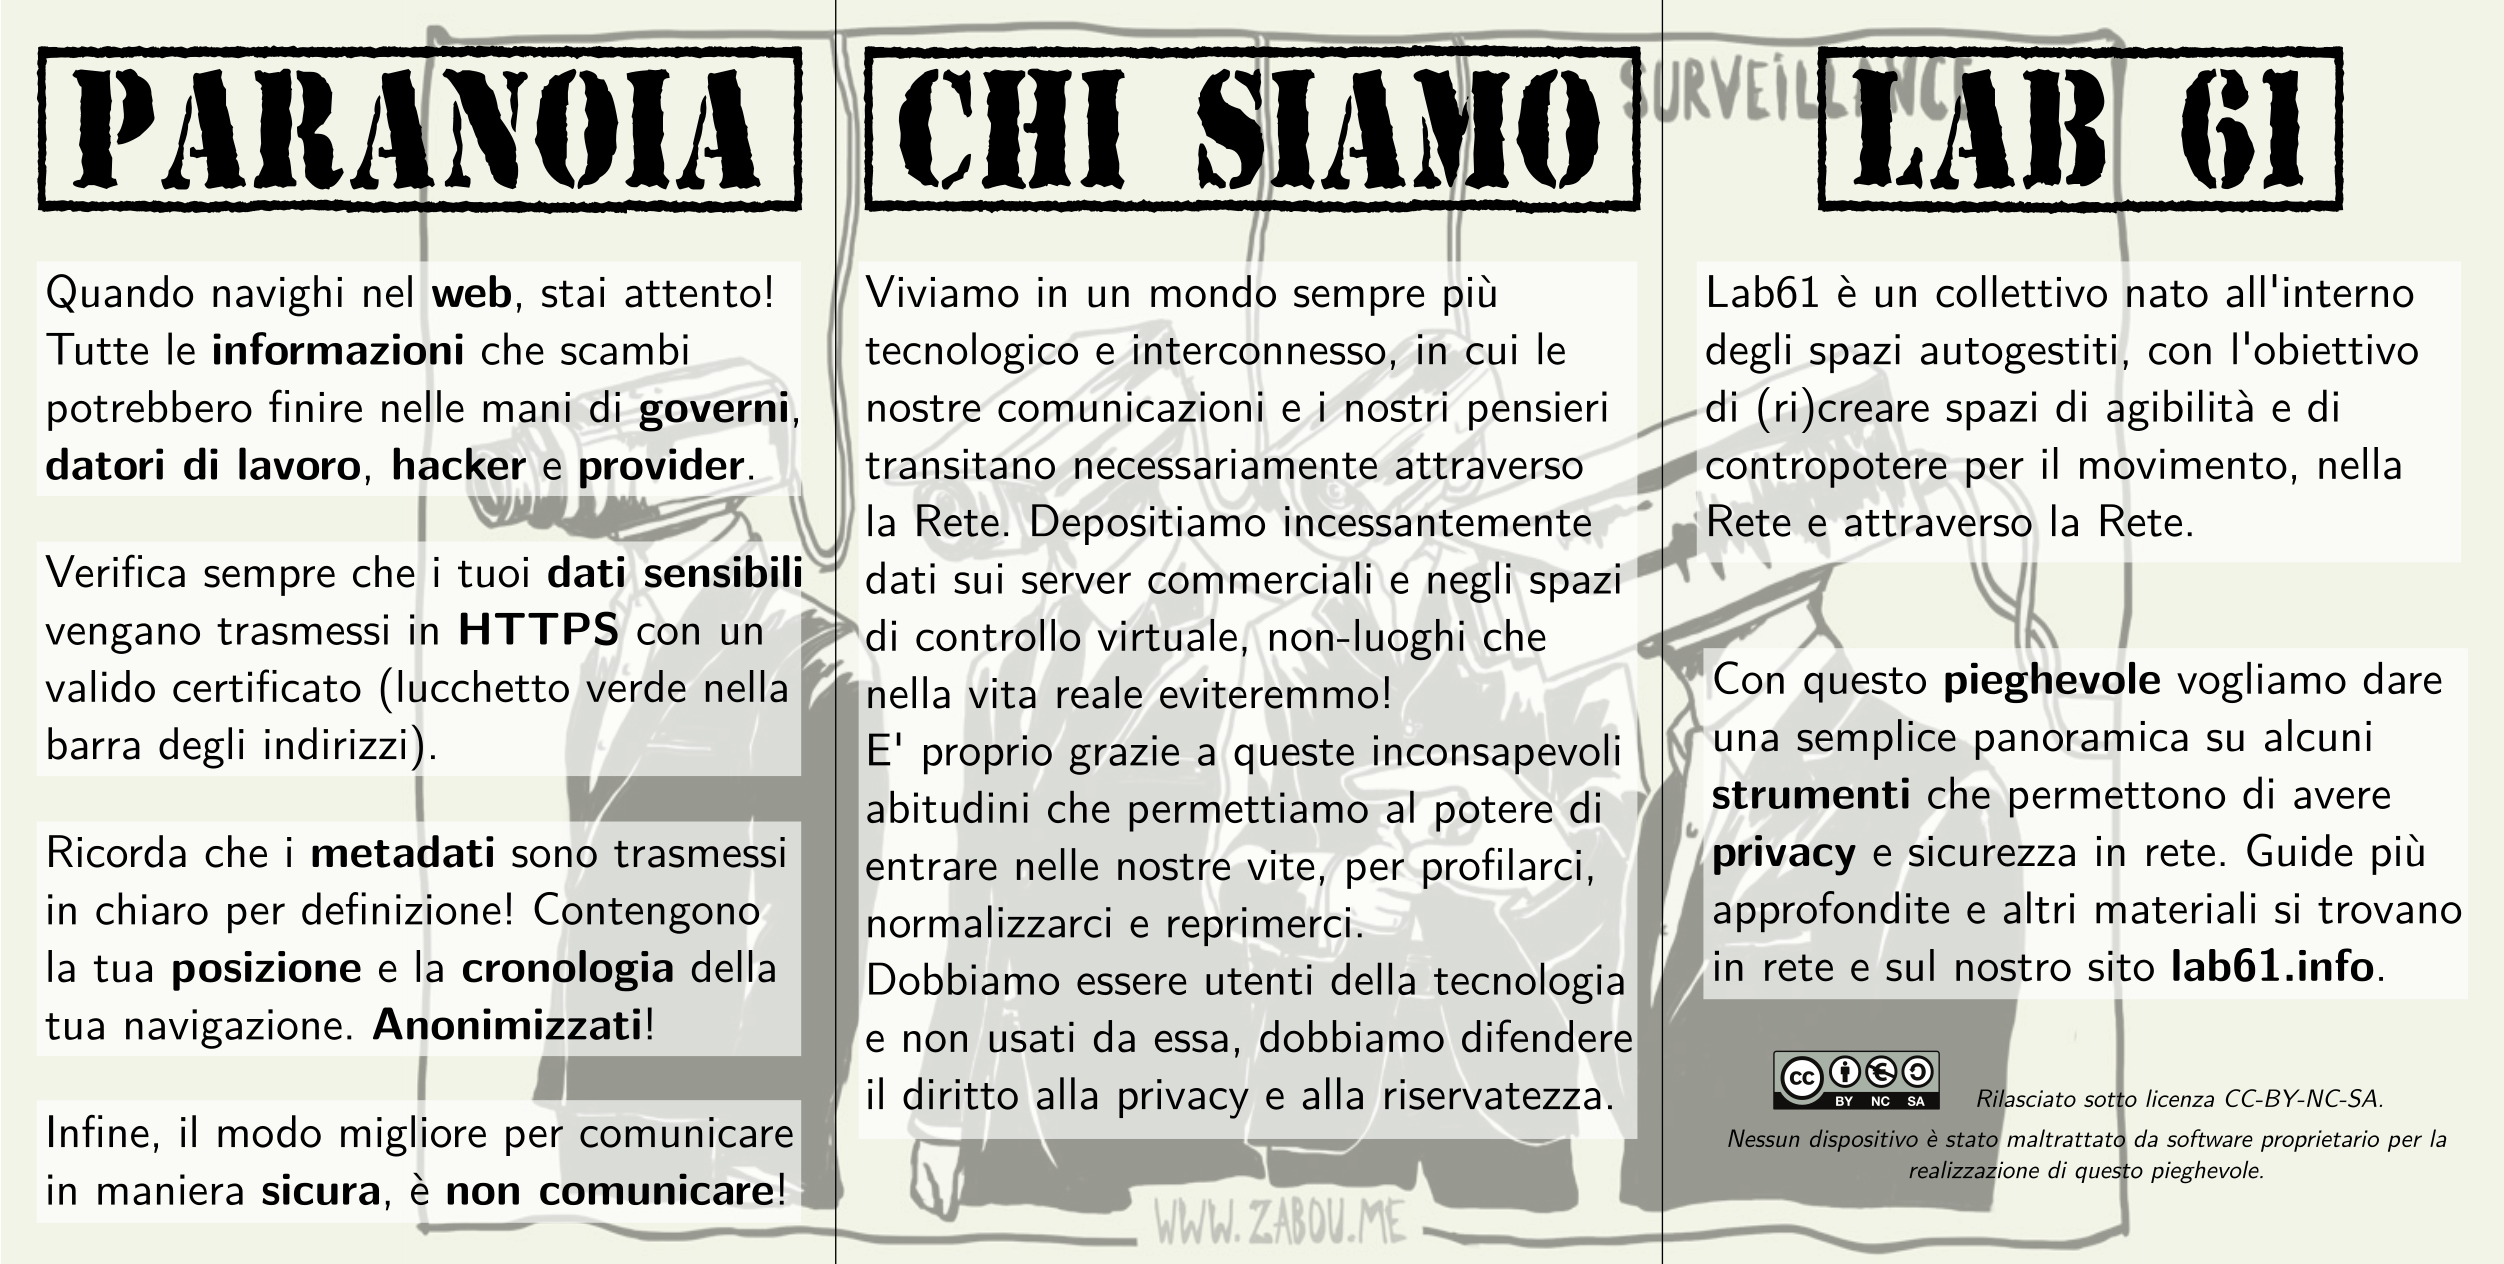 PARANOIA
Quando navighi nel web, stai attento!
Tutte le informazioni che scambi
potrebbero finire nelle mani di governi,
datori di lavoro, hacker e provider.
Verifica sempre che i tuoi dati sensibili
vengano trasmessi in HTTPS con un
valido certificato (lucchetto verde nella
barra degli indirizzi).
Ricorda che i metadati sono trasmessi
in chiaro per definizione! Contengono
la tua posizione e la cronologia della
tua navigazione. Anonimizzati!
Infine, il modo migliore per comunicare
in maniera sicura, è non comunicare!
CHI SIAMO
Viviamo in un mondo sempre più
tecnologico e interconnesso, in cui le
nostre comunicazioni e i nostri pensieri
transitano necessariamente attraverso
la Rete. Depositiamo incessantemente
dati sui server commerciali e negli spazi
di controllo virtuale, non-luoghi che
nella vita reale eviteremmo!
E' proprio grazie a queste inconsapevoli
abitudini che permettiamo al potere di
entrare nelle nostre vite, per profilarci,
normalizzarci e reprimerci.
Dobbiamo essere utenti della tecnologia
e non usati da essa, dobbiamo difendere
il diritto alla privacy e alla riservatezza.
WWW.ZABOU.ME
SURVEILLANCE
LAB 61
Lab61 è un collettivo nato all'interno
degli spazi autogestiti, con l'obiettivo
di (ri)creare spazi di agibilità e di
contropotere per il movimento, nella
Rete e attraverso la Rete.
Con questo pieghevole vogliamo dare
una semplice panoramica su alcuni
strumenti che permettono di avere
privacy e sicurezza in rete. Guide più
approfondite e altri materiali si trovano
in rete e sul nostro sito lab61.info.
cc BY NC SA
Rilasciato sotto licenza CC-BY-NC-SA.
Nessun dispositivo è stato maltrattato da software proprietario per la
realizzazione di questo pieghevole.